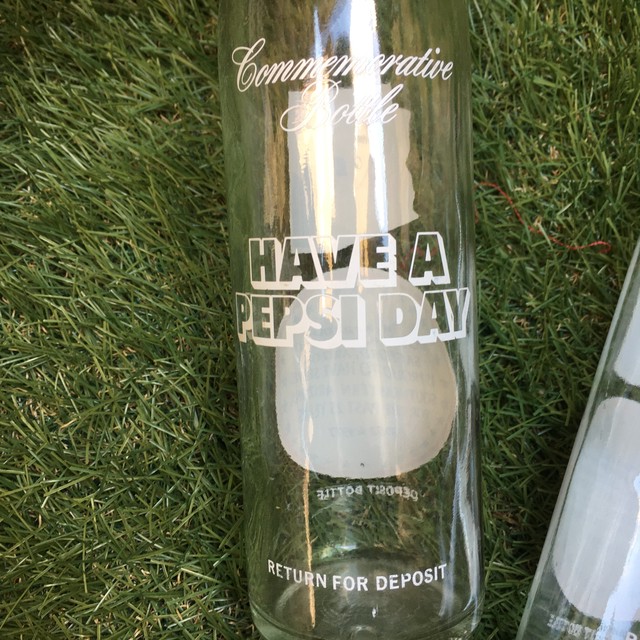 Commemorative
Bottle
HAVE A
PEPSI DAY
DEPOSIT BOTTLE
RETURN FOR DEPOSIT